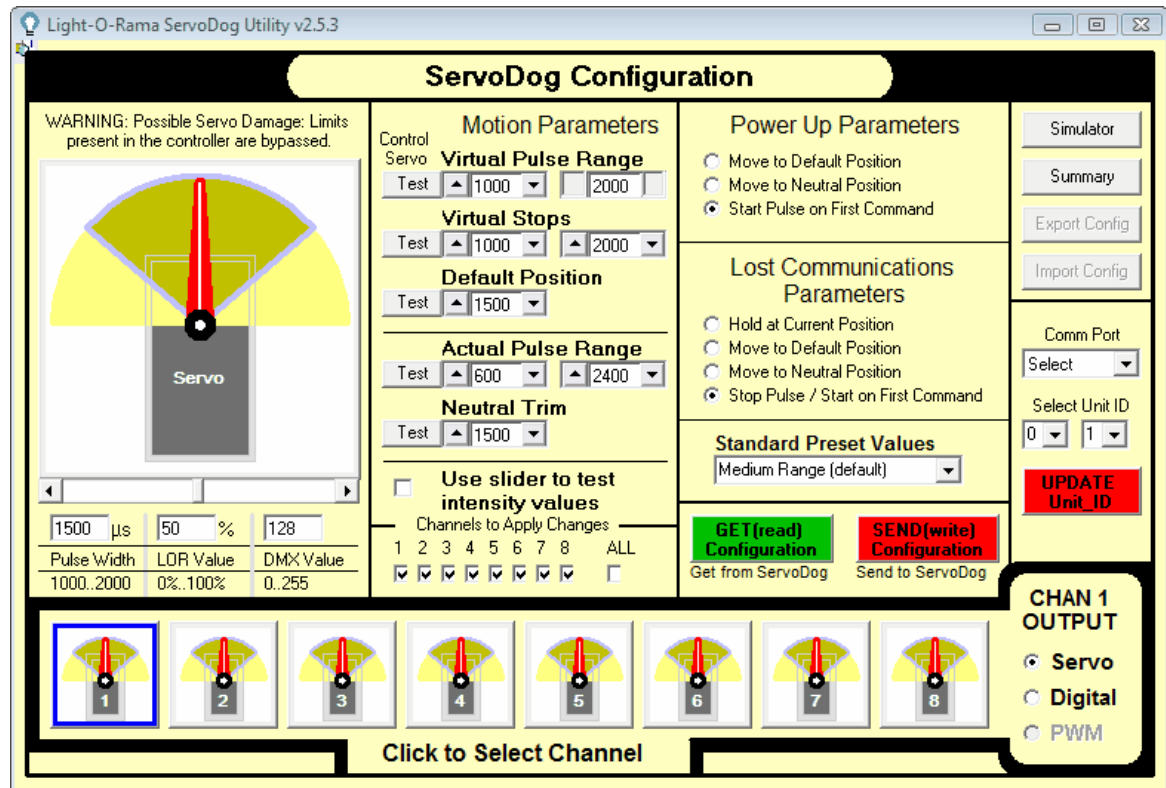 Light-O-Rama ServoDog Utility v2.5.3
ServoDog Configuration
WARNING: Possible Servo Damage: Limits
present in the controller are bypassed.
Servo
1500 µs 50 % 128
Pulse Width LOR Value DMX Value
1000..2000 0%..100% 0..255
Motion Parameters
Control
Servo Virtual Pulse Range
Test 1000 2000
Virtual Stops
Test 1000 2000
Default Position
Test 1500
Actual Pulse Range
Test 600 2400
Neutral Trim
Test 1500
Use slider to test
intensity values
Channels to Apply Changes
1 2 3 4 5 6 7 8 ALL
Power Up Parameters
Move to Default Position
Move to Neutral Position
Start Pulse on First Command
Lost Communications
Parameters
Hold at Current Position
Move to Default Position
Move to Neutral Position
Stop Pulse / Start on First Command
Standard Preset Values
Medium Range (default)
GET(read) SEND(write)
Configuration Configuration
Get from ServoDog Send to ServoDog
Simulator
Summary
Export Config
Import Config
Comm Port
Select
Select Unit ID
0 1
UPDATE
Unit_ID
1 2 3 4 5 6 7 8
Click to Select Channel
CHAN 1
OUTPUT
Servo
Digital
PWM